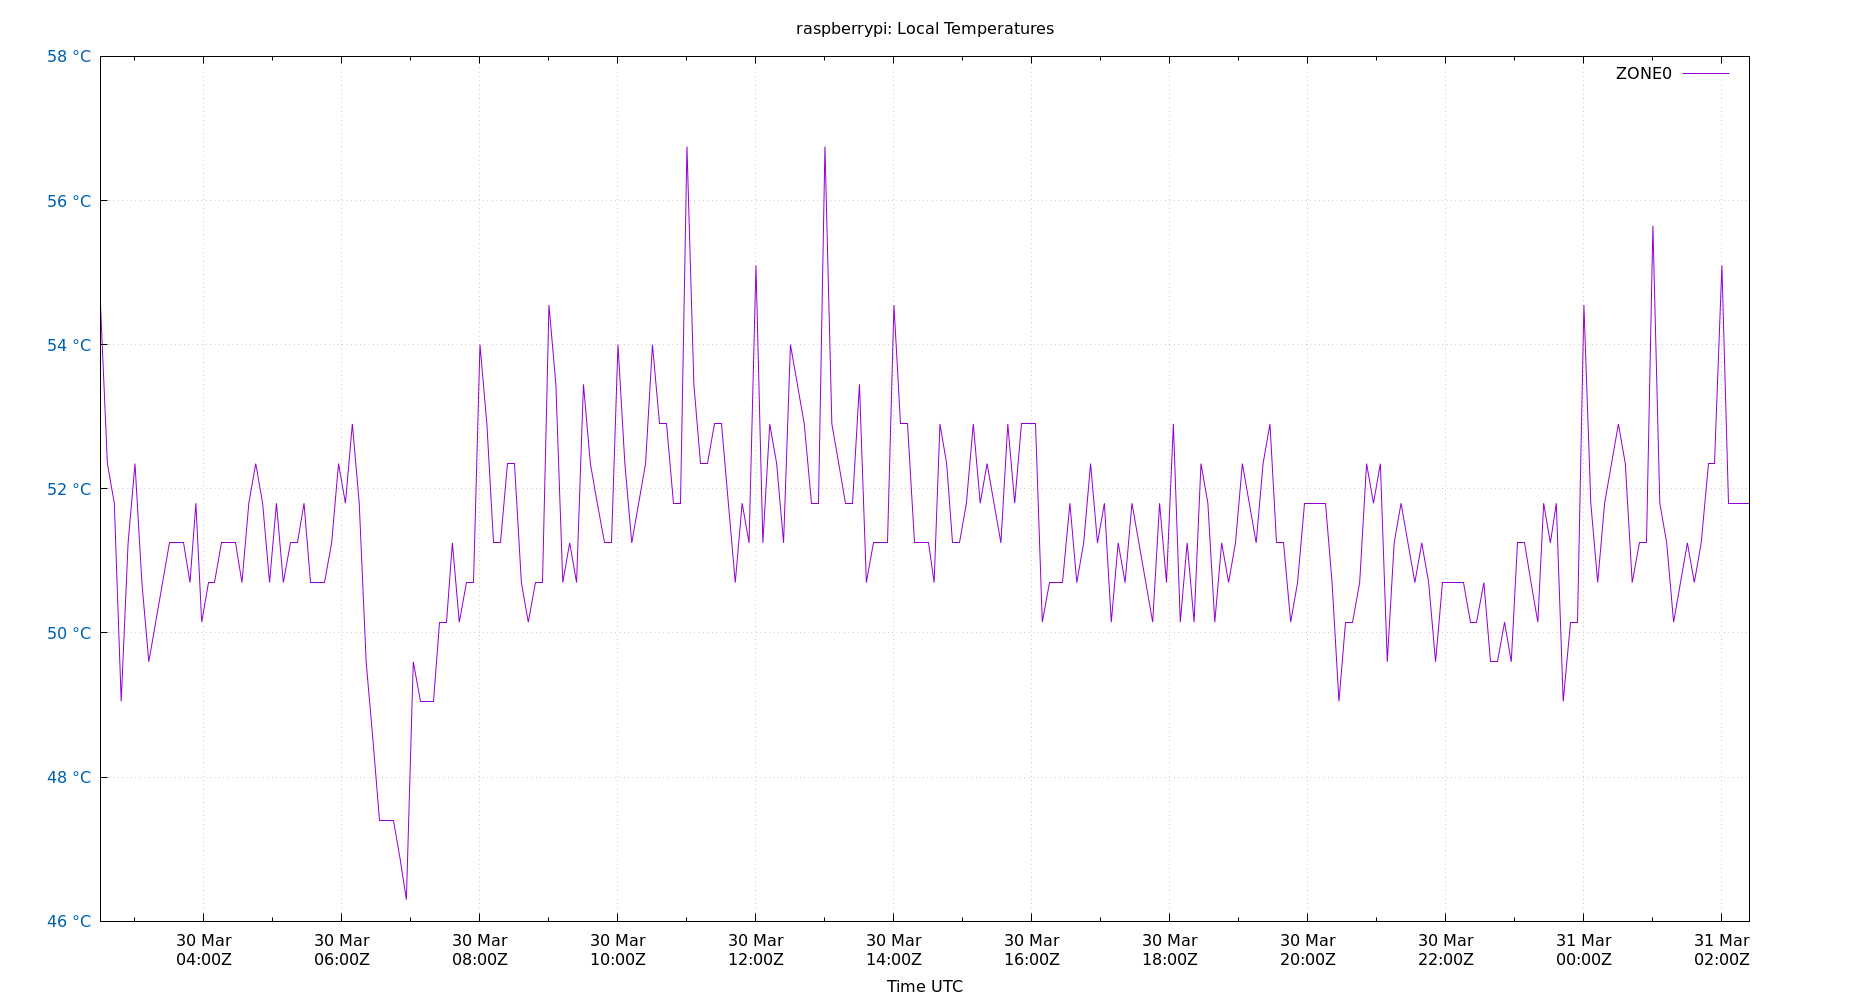 raspberrypi: Local Temperatures
58 °C
ZONE0
56 °C
54 °C
52 °C
50 °C
48 °C
46 °C
30 Mar 30 Mar 30 Mar 30 Mar 30 Mar 30 Mar 30 Mar 30 Mar 30 Mar 30 Mar 31 Mar 31 Mar
04:00Z 06:00Z 08:00Z 10:00Z 12:00Z 14:00Z 16:00Z 18:00Z 20:00Z 22:00Z 00:00Z 02:00Z
Time UTC